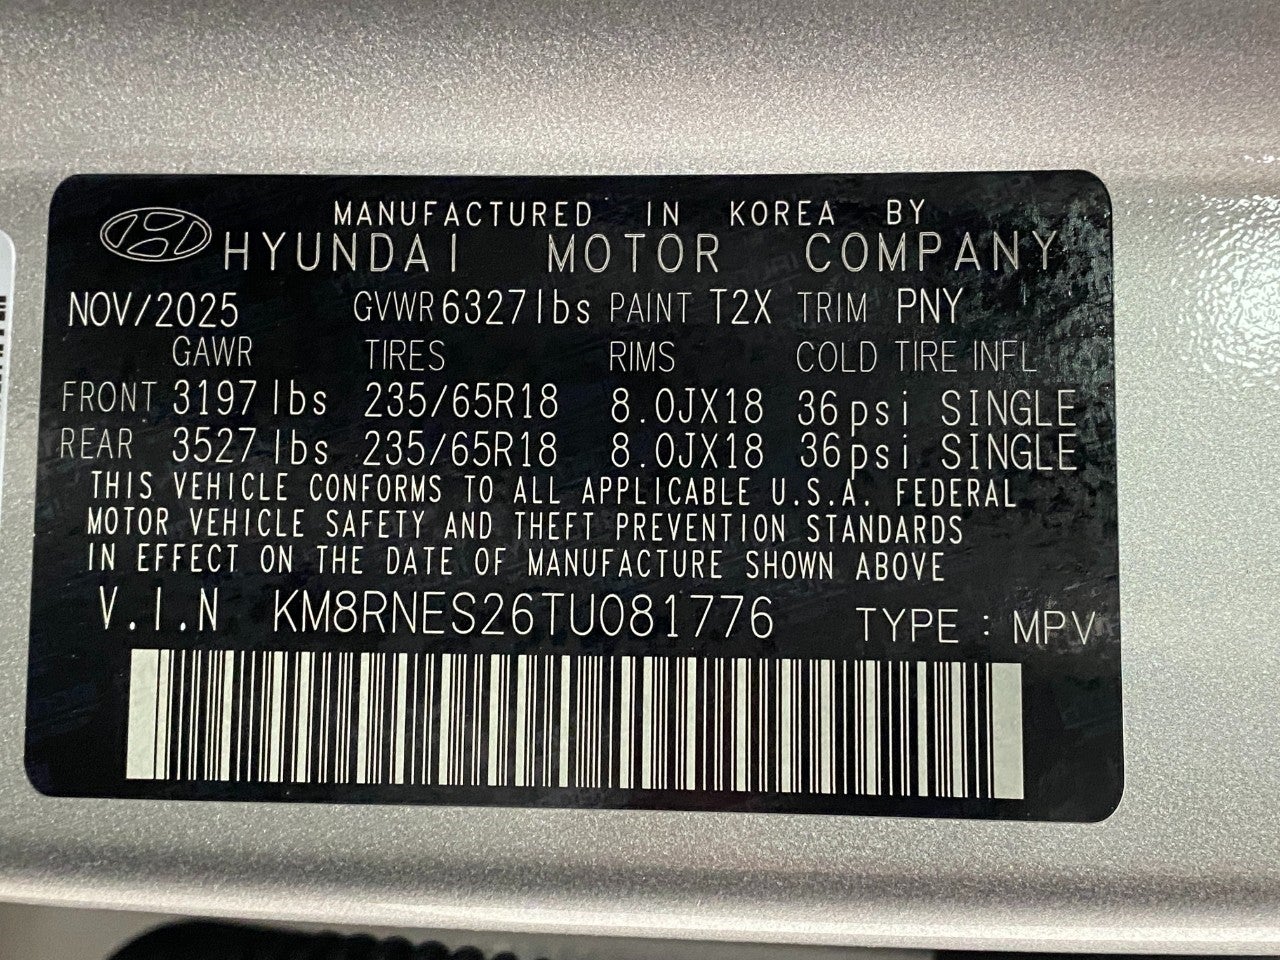 MANUFACTURED IN KOREA BY
HYUNDAI MOTOR COMPANY
NOV/2025 GVWR 6327lbs PAINT T2X TRIM PNY
GAWR TIRES RIMS COLD TIRE INFL
FRONT 3197lbs 235/65R18 8.0JX18 36psi SINGLE
REAR 3527lbs 235/65R18 8.0JX18 36psi SINGLE
THIS VEHICLE CONFORMS TO ALL APPLICABLE U.S.A. FEDERAL
MOTOR VEHICLE SAFETY AND THEFT PREVENTION STANDARDS
IN EFFECT ON THE DATE OF MANUFACTURE SHOWN ABOVE
V.I.N KM8RNES26TU081776 TYPE : MPV